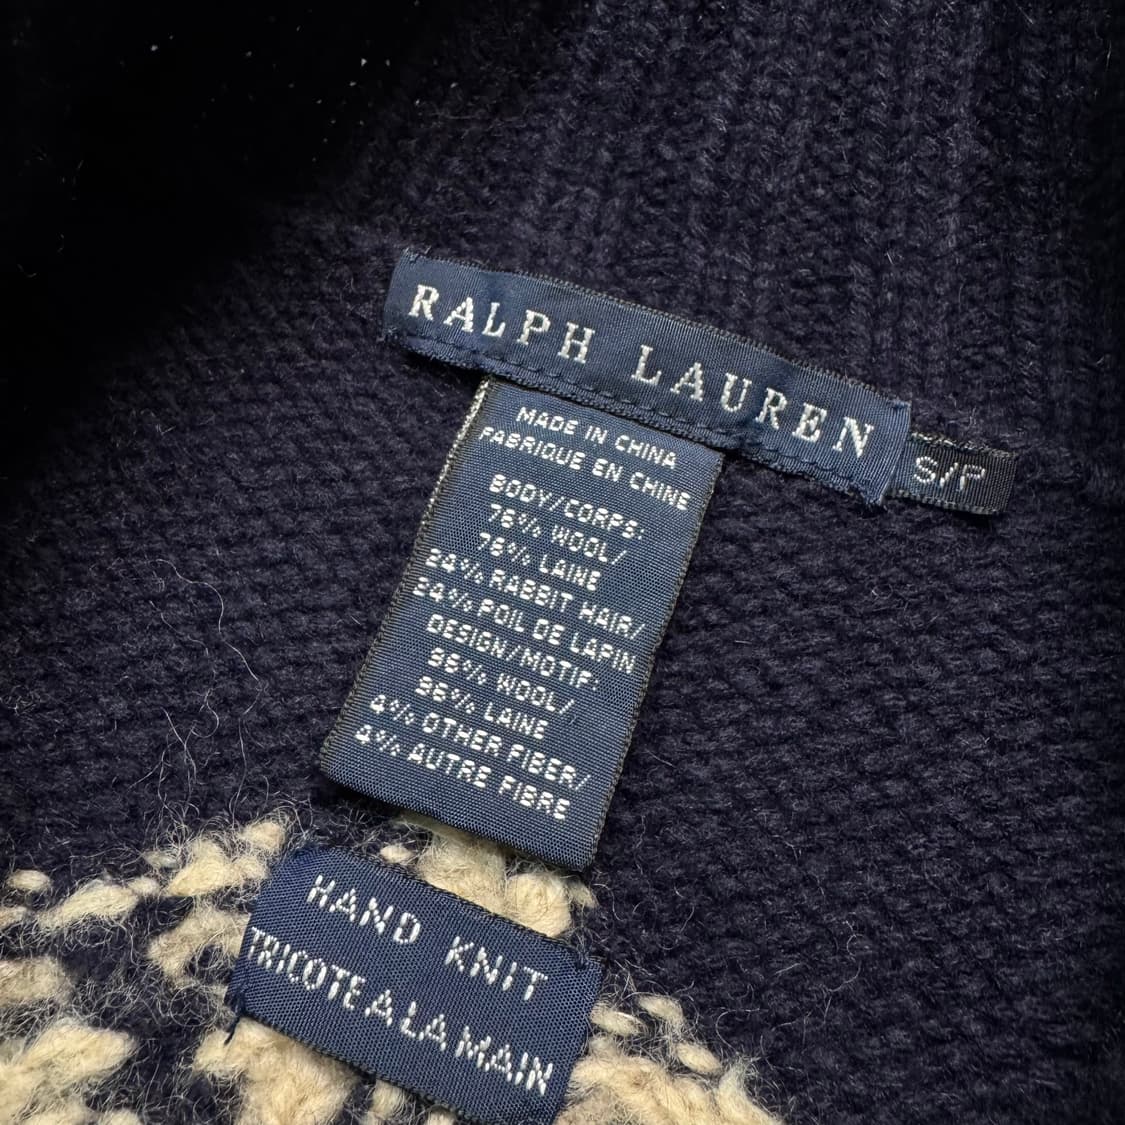 RALPH LAUREN
S/P
MADE IN CHINA
FABRIQUE EN CHINE
BODY/CORPS:
76% WOOL/
76% LAINE
24% RABBIT HAIR/
24% POIL DE LAPIN
DESIGN/MOTIF:
96% WOOL/
96% LAINE
4% OTHER FIBER/
4% AUTRE FIBRE
HAND KNIT
TRICOTE A LA MAIN